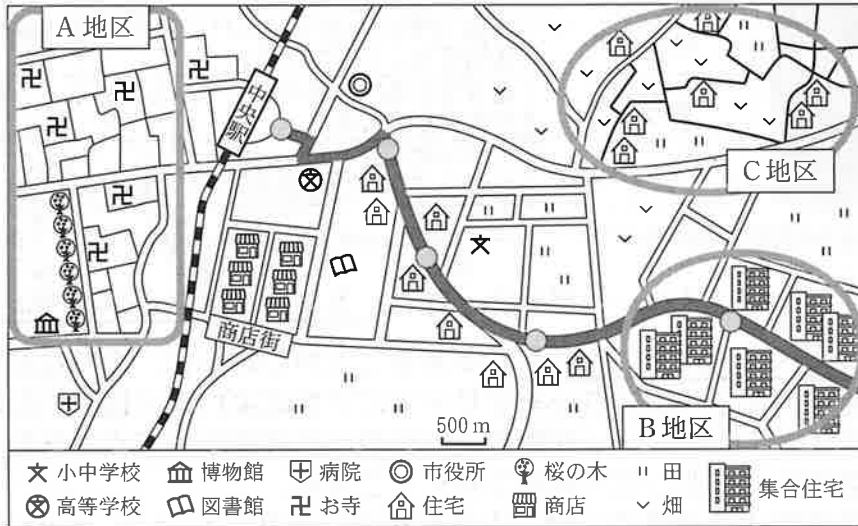 A地区
中央駅
C地区
商店街
B地区
500m
小中学校 博物館 病院 市役所 桜の木 田 集合住宅
高等学校 図書館 お寺 住宅 商店 畑